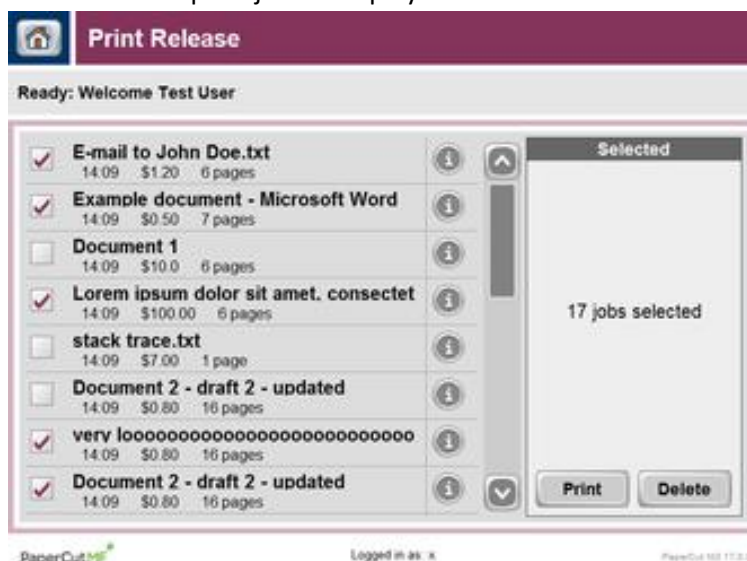 Print Release
Ready: Welcome Test User
E-mail to John Doe.txt
14:09 $1.20 6 pages
Example document - Microsoft Word
14:09 $0.50 7 pages
Document 1
14:09 $10.0 6 pages
Lorem ipsum dolor sit amet, consectet
14:09 $100.00 6 pages
stack trace.txt
14:09 $7.00 1 page
Document 2 - draft 2 - updated
14:09 $0.80 16 pages
very looooooooooooooooooooooooooo
14:09 $0.80 16 pages
Document 2 - draft 2 - updated
14:09 $0.80 16 pages
Selected
17 jobs selected
Print Delete
PaperCut MF
Logged in as: x
PaperCut MF